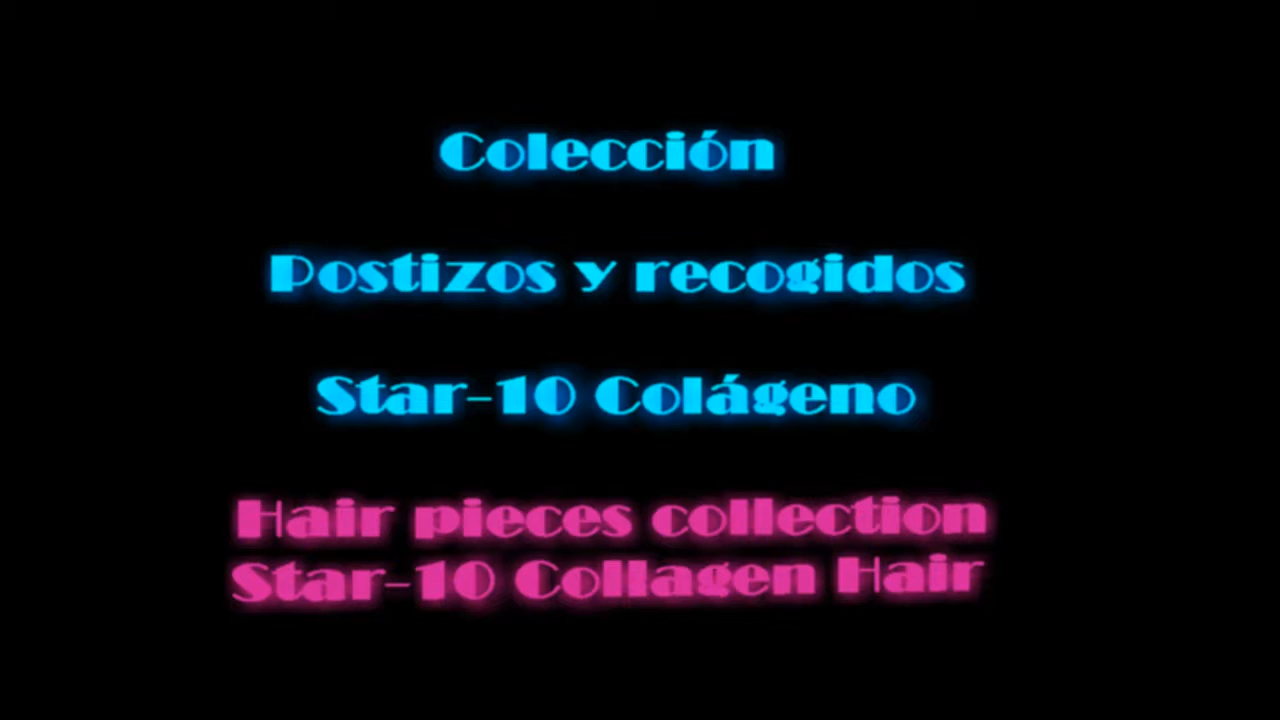 Colección
Postizos y recogidos
Star-10 Colágeno
Hair pieces collection
Star-10 Collagen Hair